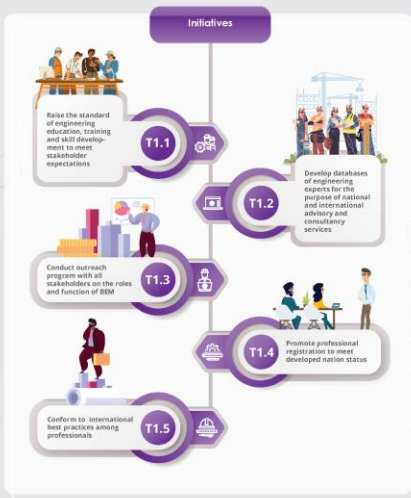 Initiatives
Raise the standard
of engineering
education, training
and skill develop-
ment to meet
stakeholder
expectations
T1.1
T1.2
Develop databases
of engineering
experts for the
purpose of national
and international
advisory and
consultancy
services
Conduct outreach
program with all
stakeholders on the roles
and function of BEM
T1.3
T1.4
Promote professional
registration to meet
developed nation status
Conform to international
best practices among
professionals
T1.5